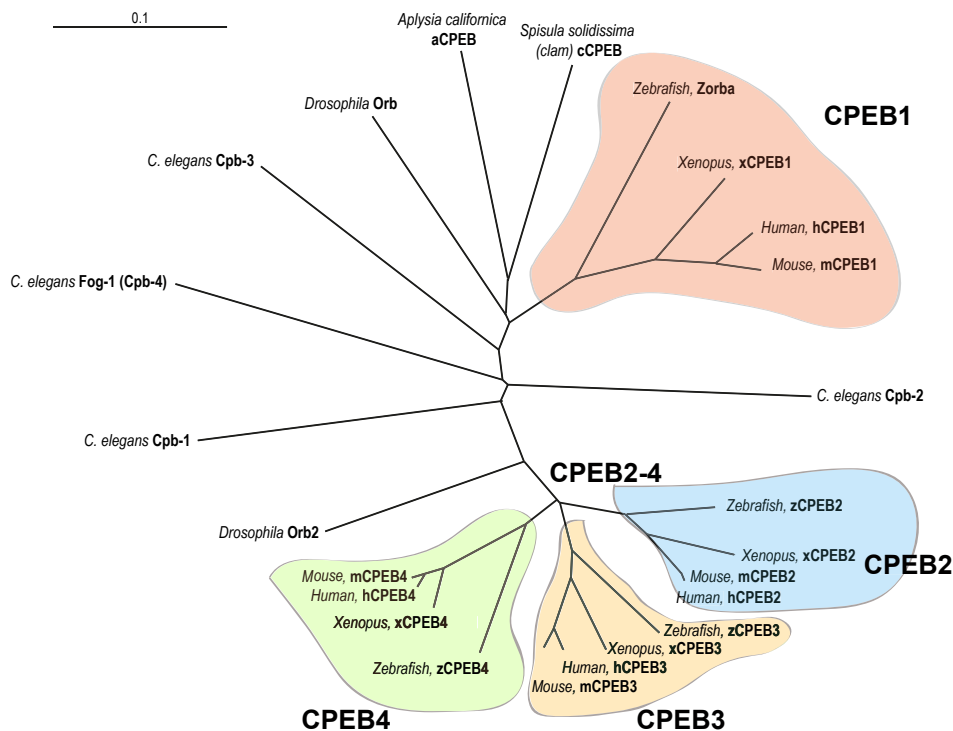 0.1
Aplysia californica
aCPEB
Spisula solidissima
(clam) cCPEB
Zebrafish, Zorba
CPEB1
Drosophila Orb
C. elegans Cpb-3
Xenopus, xCPEB1
Human, hCPEB1
Mouse, mCPEB1
C. elegans Fog-1 (Cpb-4)
C. elegans Cpb-2
C. elegans Cpb-1
CPEB2-4
Zebrafish, zCPEB2
Drosophila Orb2
Xenopus, xCPEB2
CPEB2
Mouse, mCPEB2
Human, hCPEB2
Mouse, mCPEB4
Human, hCPEB4
Xenopus, xCPEB4
Zebrafish, zCPEB4
Zebrafish, zCPEB3
Xenopus, xCPEB3
Human, hCPEB3
Mouse, mCPEB3
CPEB4
CPEB3